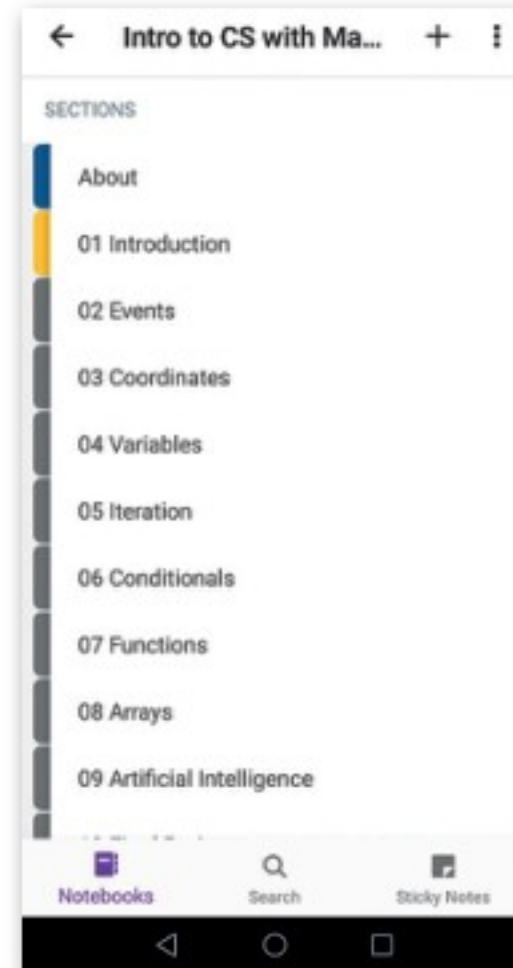 Intro to CS with Ma...
SECTIONS
About
01 Introduction
02 Events
03 Coordinates
04 Variables
05 Iteration
06 Conditionals
07 Functions
08 Arrays
09 Artificial Intelligence
Notebooks
Search
Sticky Notes